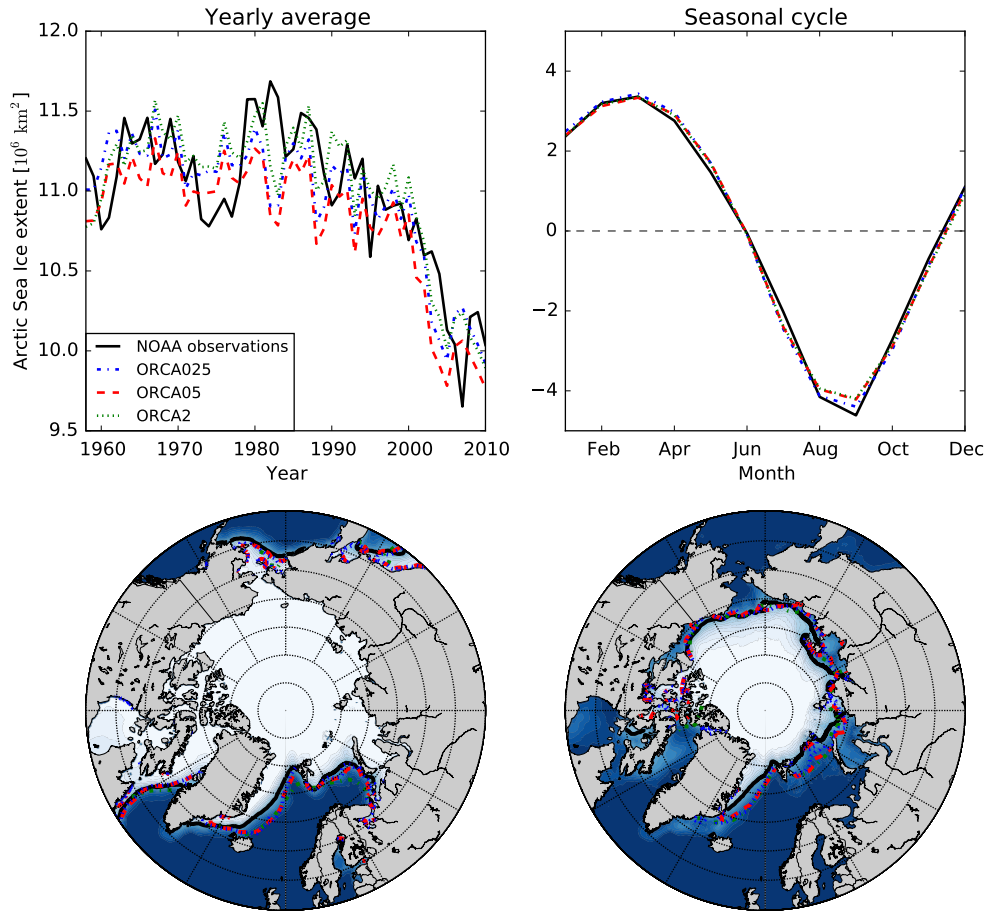 Yearly average
12.0
11.5
11.0
10.5
10.0
9.5
Arctic Sea Ice extent [10⁶ km²]
NOAA observations
ORCA025
ORCA05
ORCA2
1960 1970 1980 1990 2000 2010
Year
Seasonal cycle
4
2
0
−2
−4
Feb Apr Jun Aug Oct Dec
Month